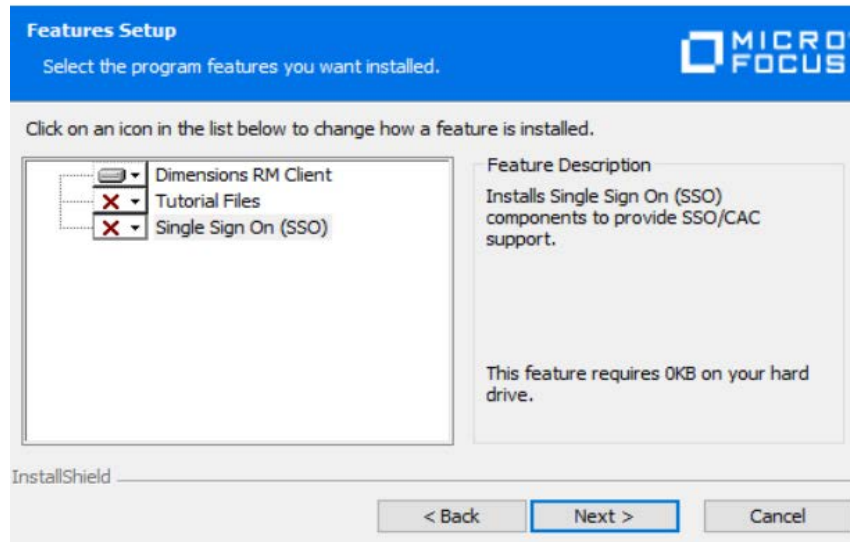 Features Setup
Select the program features you want installed.
MICRO
FOCUS
Click on an icon in the list below to change how a feature is installed.
Dimensions RM Client
Tutorial Files
Single Sign On (SSO)
Feature Description
Installs Single Sign On (SSO)
components to provide SSO/CAC
support.
This feature requires 0KB on your hard
drive.
InstallShield
< Back
Next >
Cancel